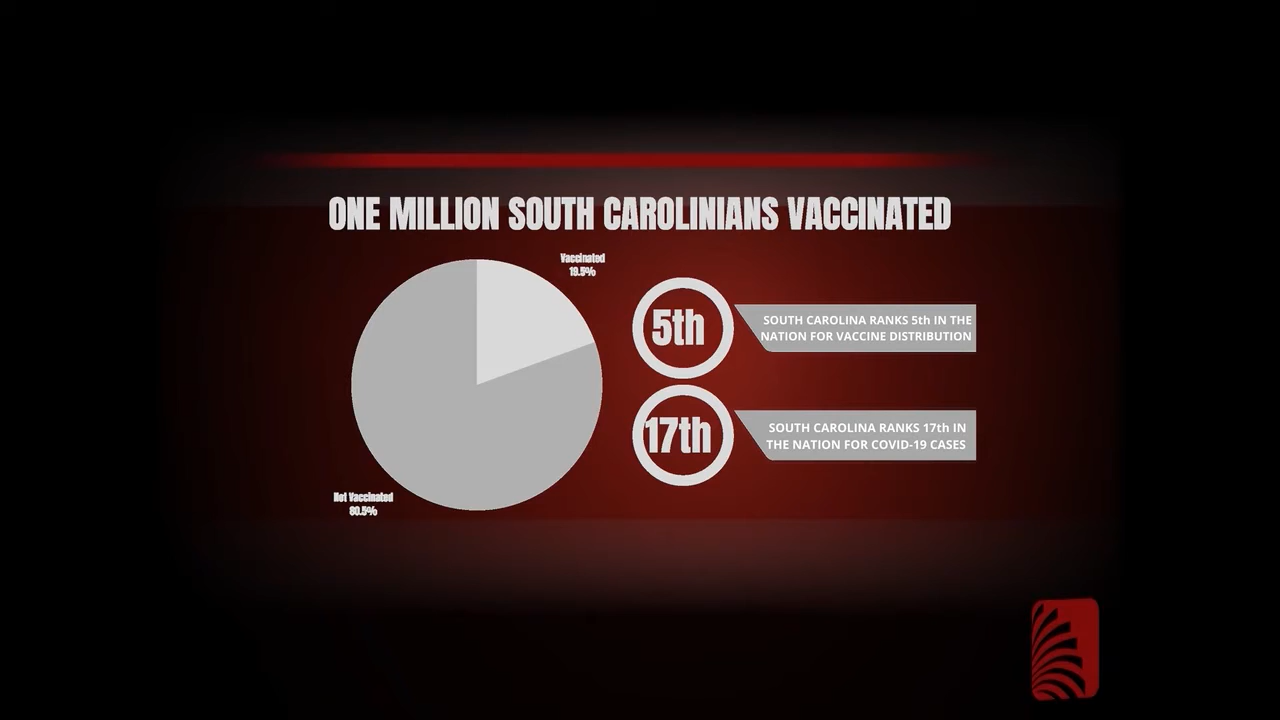 ONE MILLION SOUTH CAROLINIANS VACCINATED
Vaccinated
19.5%
Not Vaccinated
80.5%
5th
SOUTH CAROLINA RANKS 5th IN THE
NATION FOR VACCINE DISTRIBUTION
17th
SOUTH CAROLINA RANKS 17th IN
THE NATION FOR COVID-19 CASES